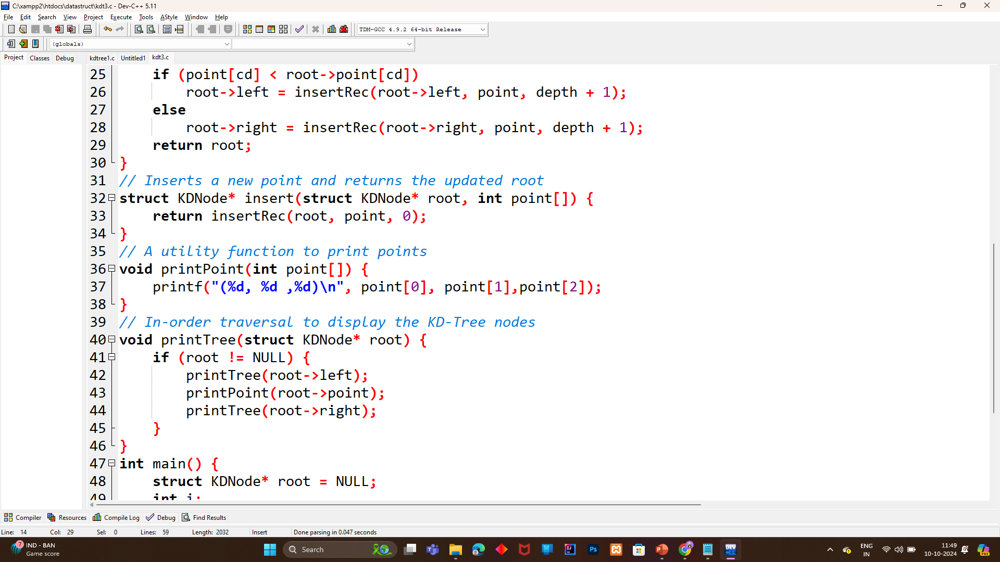 C:\xampp2\htdocs\datastruct\kdt3.c - Dev-C++ 5.11
File Edit Search View Project Execute Tools AStyle Window Help
TDM-GCC 4.9.2 64-bit Release
(globals)
Project Classes Debug kdtree1.c Untitled1 kdt3.c
25 if (point[cd] < root->point[cd])
26 root->left = insertRec(root->left, point, depth + 1);
27 else
28 root->right = insertRec(root->right, point, depth + 1);
29 return root;
30 }
31 // Inserts a new point and returns the updated root
32 struct KDNode* insert(struct KDNode* root, int point[]) {
33 return insertRec(root, point, 0);
34 }
35 // A utility function to print points
36 void printPoint(int point[]) {
37 printf("(%d, %d ,%d)\n", point[0], point[1],point[2]);
38 }
39 // In-order traversal to display the KD-Tree nodes
40 void printTree(struct KDNode* root) {
41 if (root != NULL) {
42 printTree(root->left);
43 printPoint(root->point);
44 printTree(root->right);
45 }
46 }
47 int main() {
48 struct KDNode* root = NULL;
49 int i;
Compiler Resources Compile Log Debug Find Results
Line: 14 Col: 29 Sel: 0 Lines: 59 Length: 2032 Insert Done parsing in 0.047 seconds
7 IND - BAN
Game score
Search
ENG
IN
11:49
10-10-2024